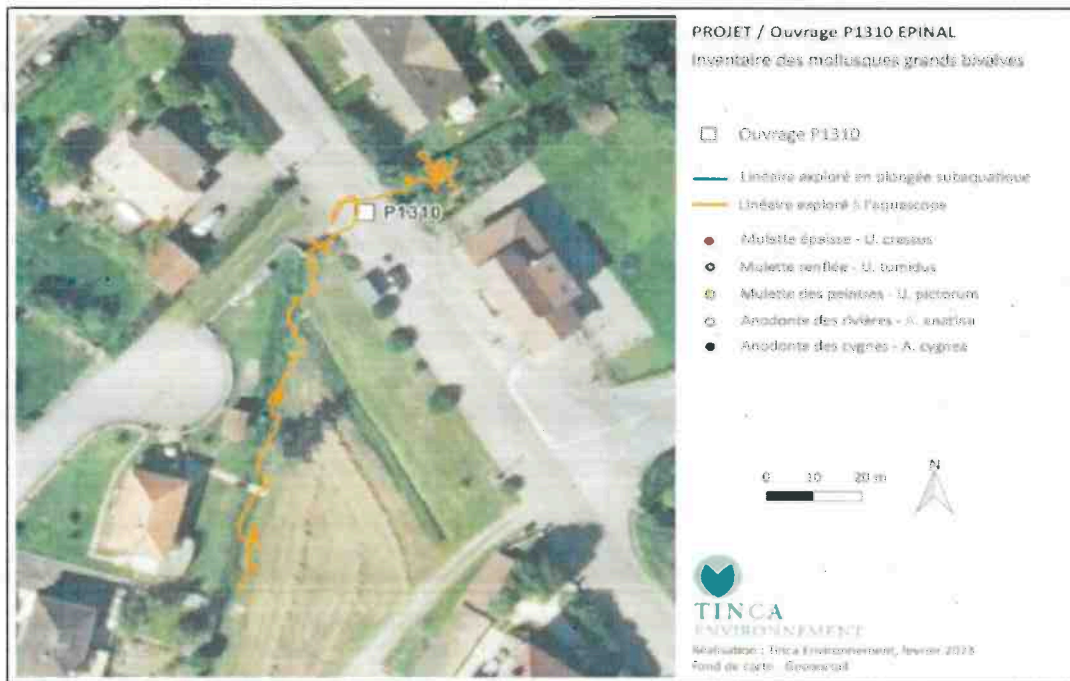 PROJET / Ouvrage P1310 EPINAL
Inventaire des mollusques grands bivalves
Ouvrage P1310
Linéaire exploré en plongée subaquatique
Linéaire exploré à l'aquascope
Mulette épaisse - U. crassus
Mulette renflée - U. tumidus
Mulette des peintres - U. pictorum
Anodonte des rivières - A. anatina
Anodonte des cygnes - A. cygnea
P1310
0 10 20 m
N
TINCA
ENVIRONNEMENT
Réalisation : Tinca Environnement, février 2023
Fond de carte : Géoportail